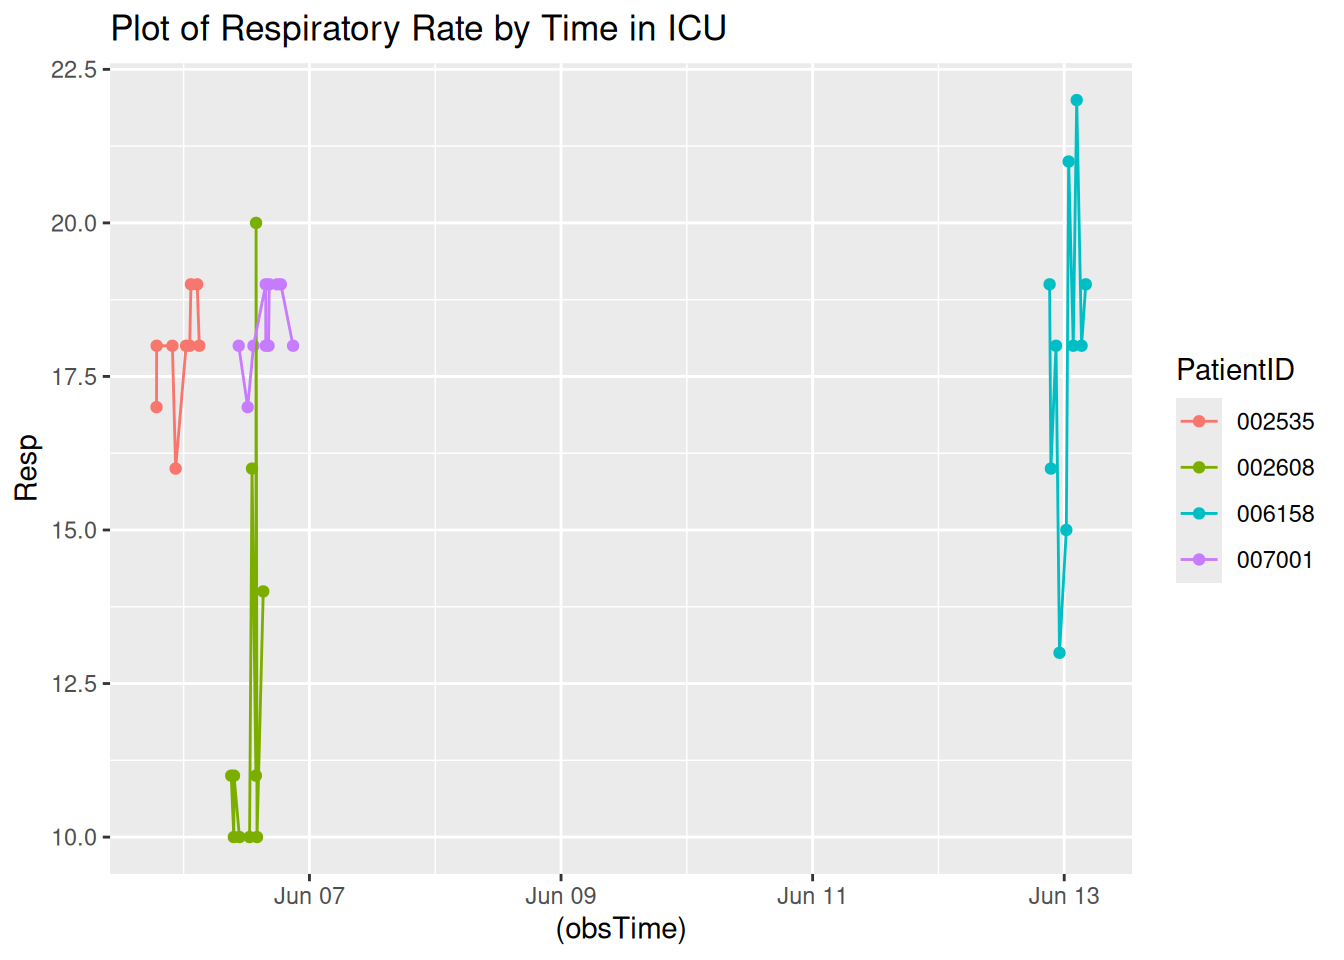 Plot of Respiratory Rate by Time in ICU
22.5
20.0
17.5
15.0
12.5
10.0
Resp
Jun 07 Jun 09 Jun 11 Jun 13
(obsTime)
PatientID
002535
002608
006158
007001